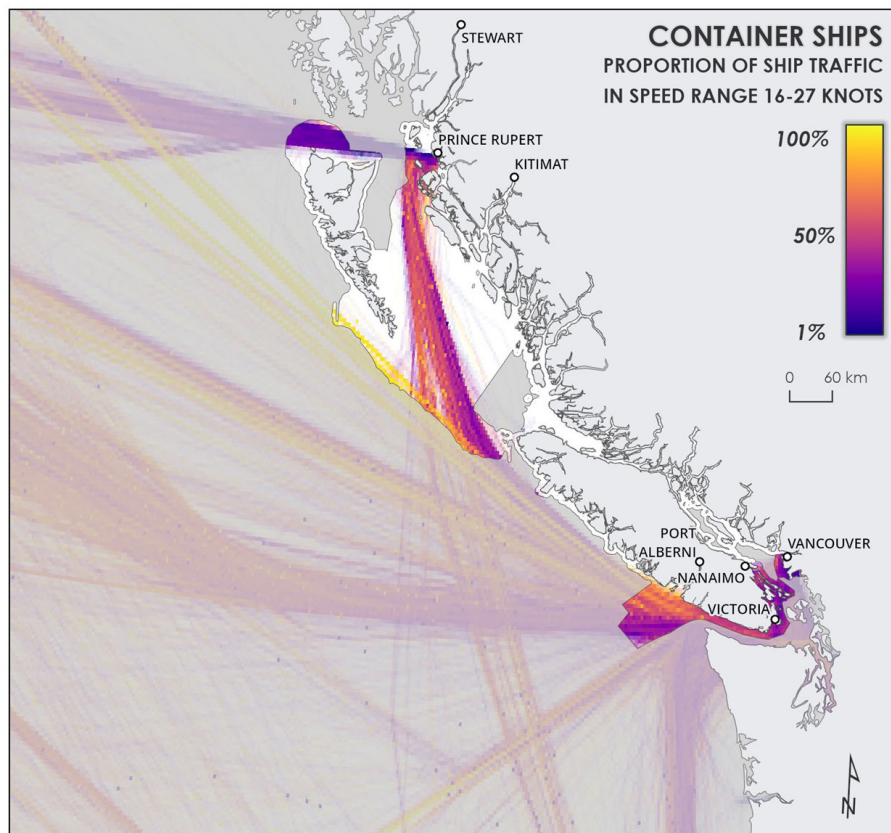 CONTAINER SHIPS
PROPORTION OF SHIP TRAFFIC
IN SPEED RANGE 16-27 KNOTS
100%
50%
1%
0 60 km
STEWART
PRINCE RUPERT
KITIMAT
PORT
ALBERNI
VANCOUVER
NANAIMO
VICTORIA
N